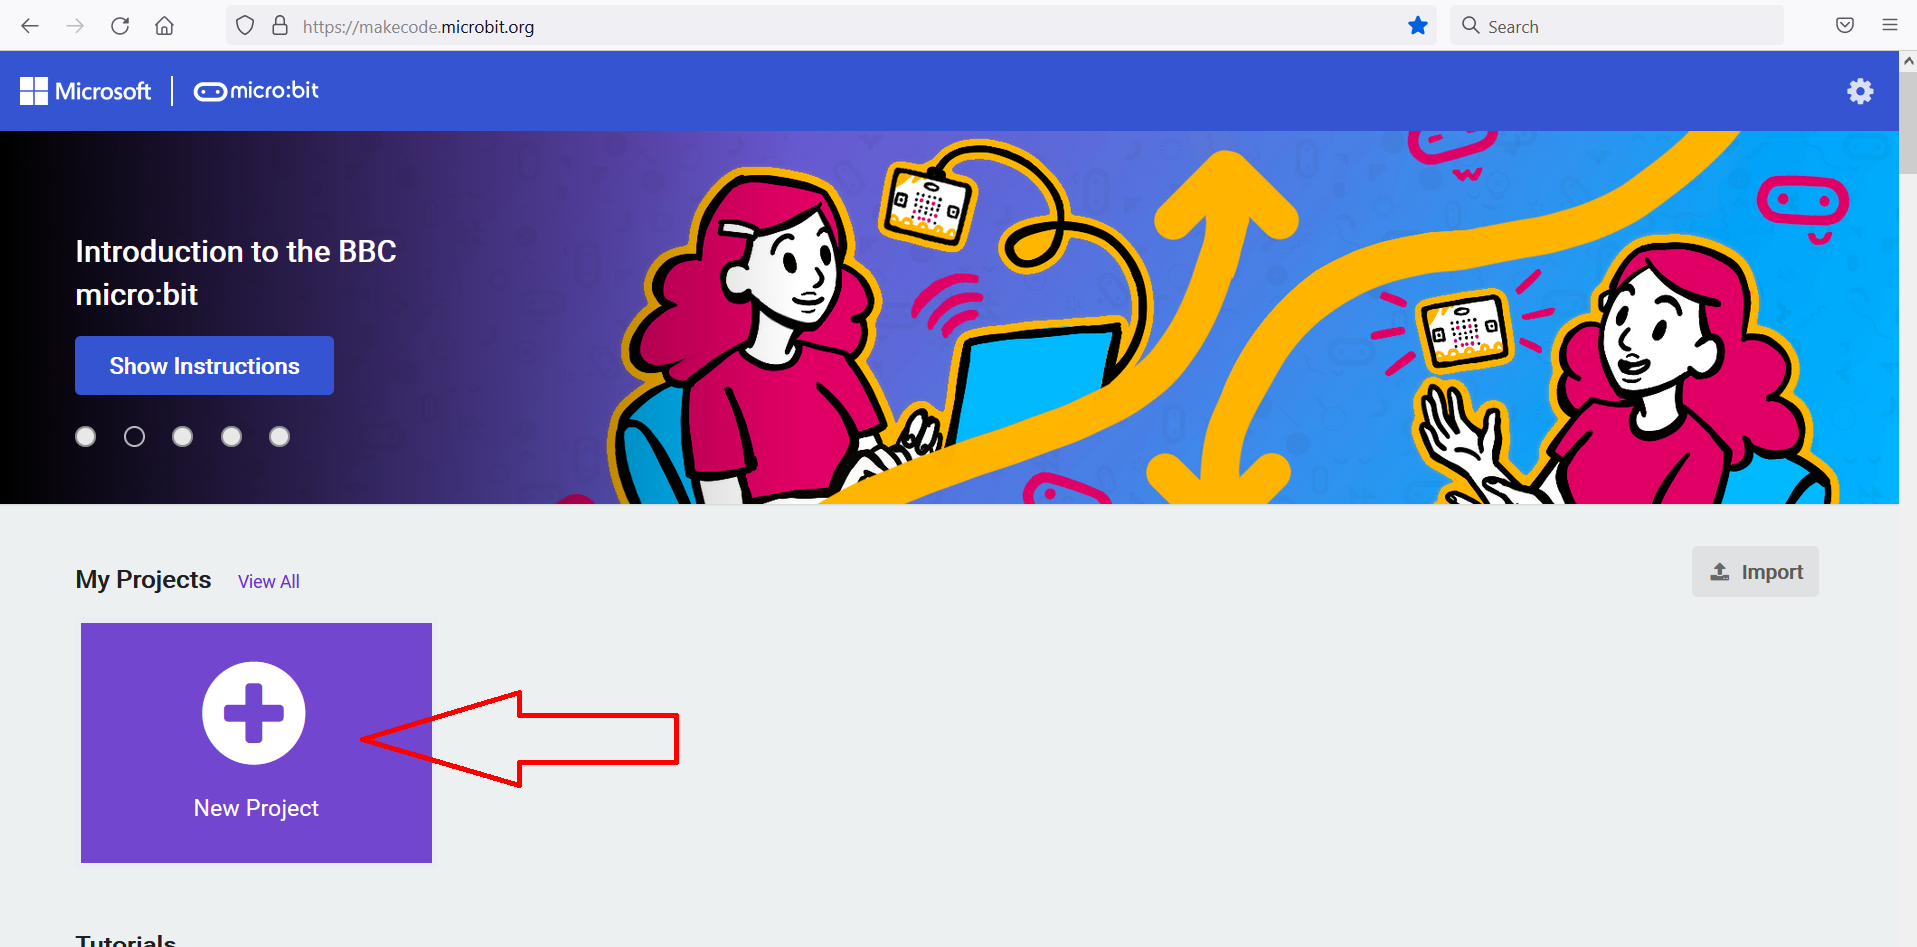 https://makecode.microbit.org
Search
Microsoft
micro:bit
Introduction to the BBC
micro:bit
Show Instructions
My Projects
View All
Import
New Project
Tutorials